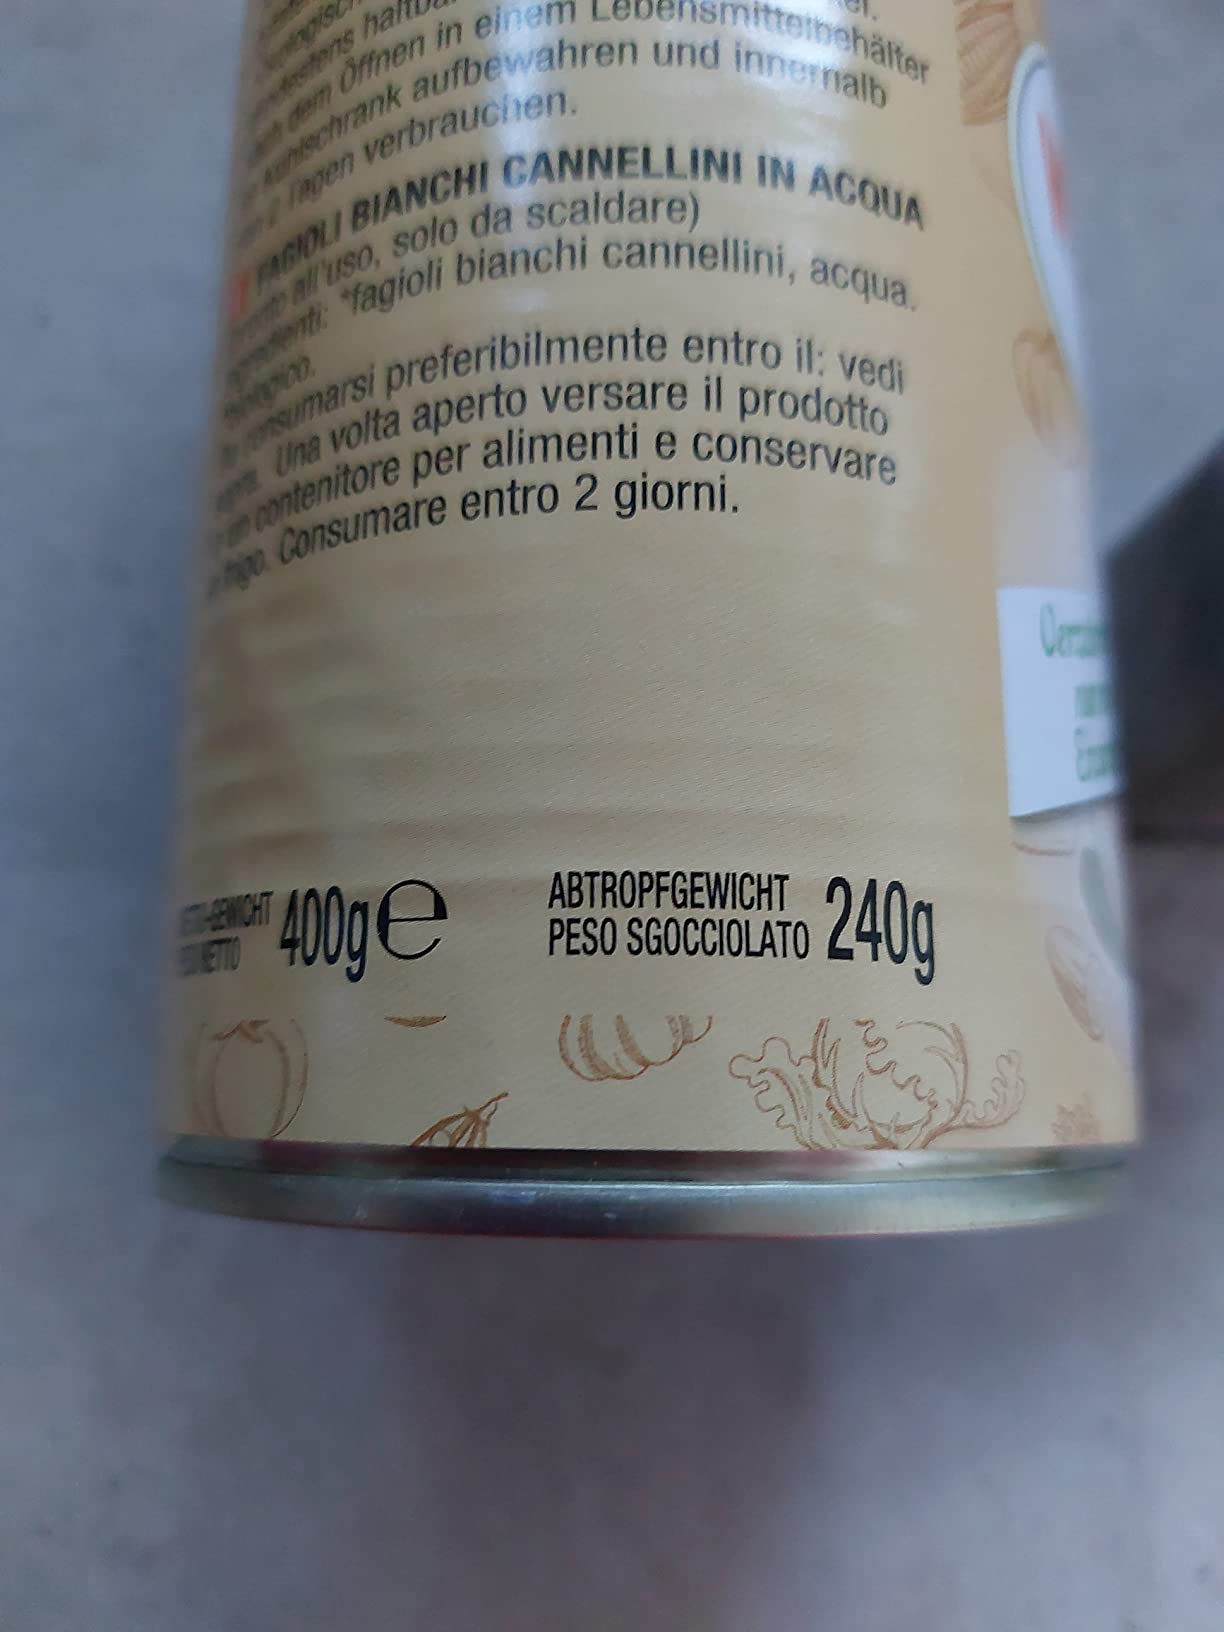 dem Öffnen in einem Lebensmittelbehälter
Kühlschrank aufbewahren und innerhalb
2 Tagen verbrauchen.
FAGIOLI BIANCHI CANNELLINI IN ACQUA
all'uso, solo da scaldare)
*fagioli bianchi cannellini, acqua.
*biologico.
consumarsi preferibilmente entro il: vedi
Una volta aperto versare il prodotto
contenitore per alimenti e conservare
frigo. Consumare entro 2 giorni.
400g e
ABTROPFGEWICHT
PESO SGOCCIOLATO 240g